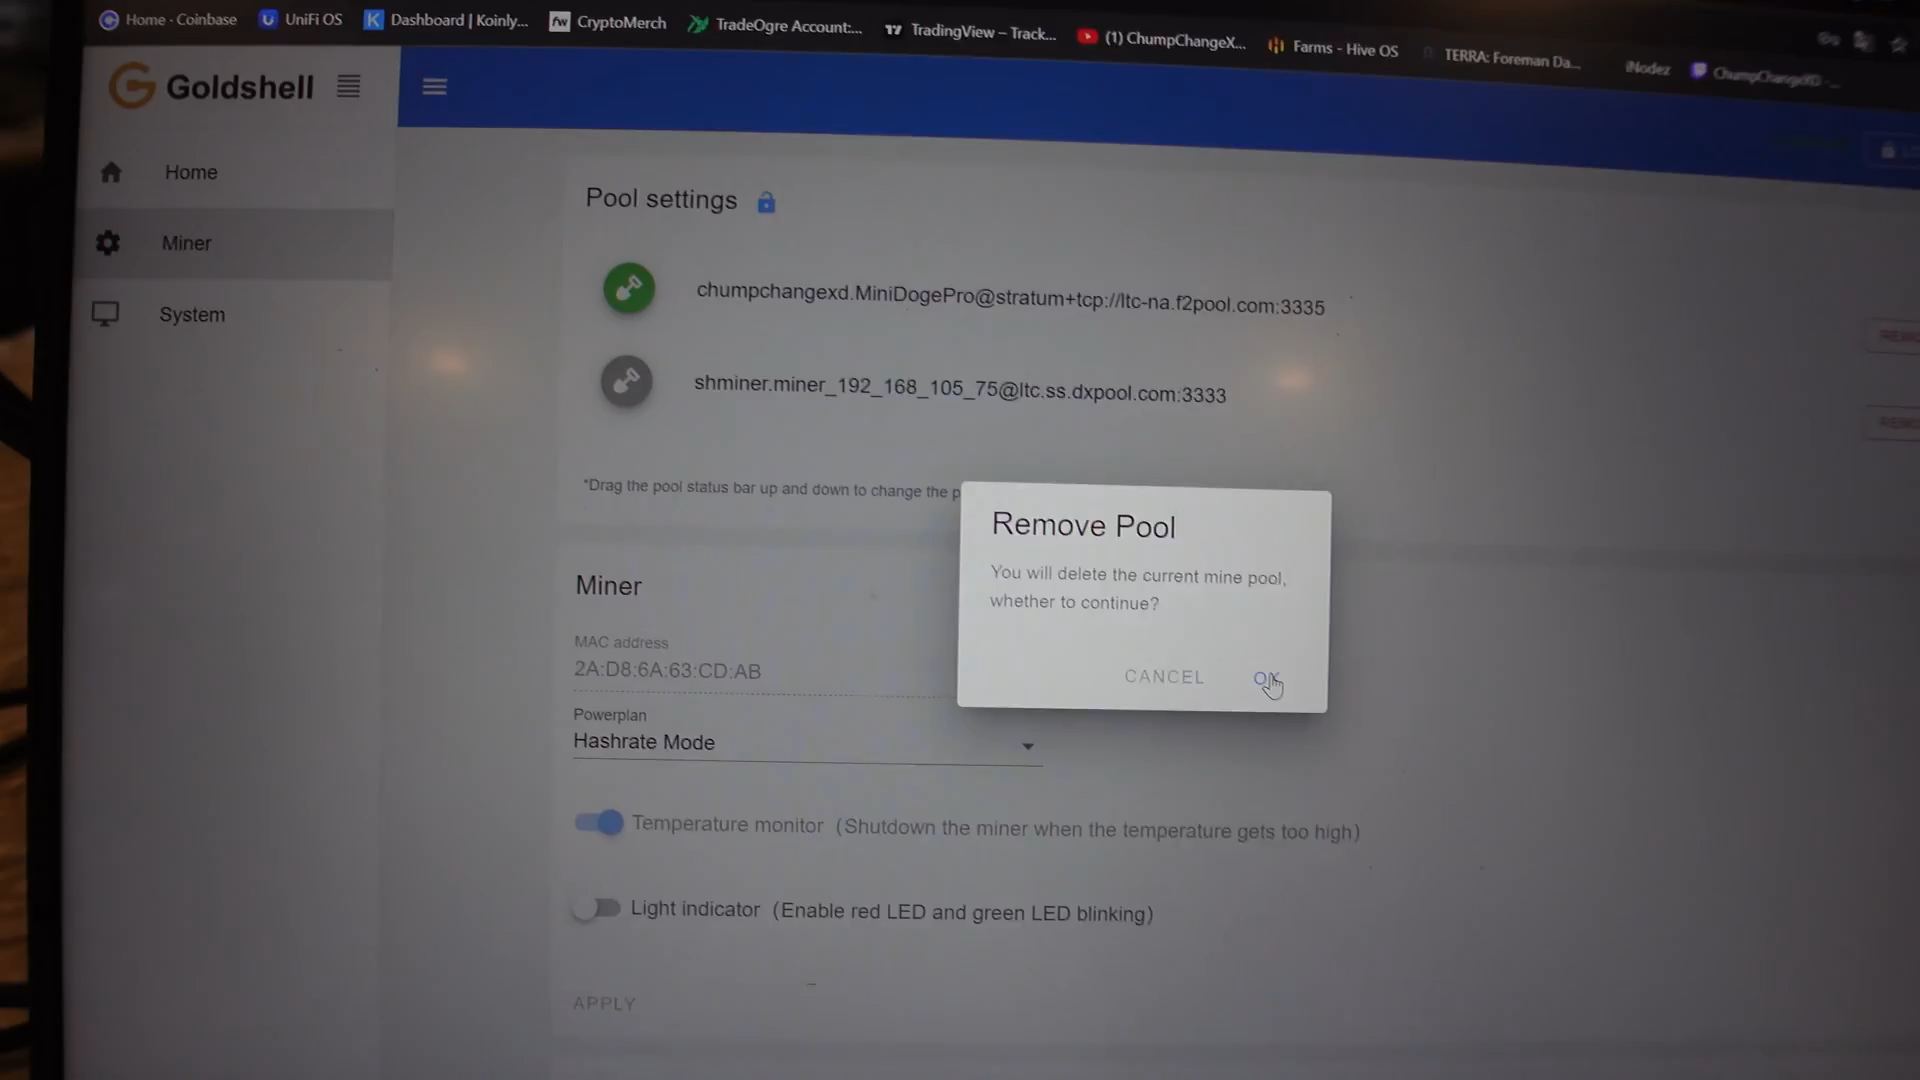 Home - Coinbase
UniFi OS
Dashboard | Koinly...
CryptoMerch
TradeOgre Account:...
TradingView – Track...
(1) ChumpChangeX...
Farms - Hive OS
TERRA: Foreman Da...
iNodez
ChumpChangeXD -...
Goldshell
Home
Miner
System
Pool settings
chumpchangexd.MiniDogePro@stratum+tcp://ltc-na.f2pool.com:3335
shminer.miner_192_168_105_75@ltc.ss.dxpool.com:3333
*Drag the pool status bar up and down to change the p
Remove Pool
You will delete the current mine pool,
whether to continue?
CANCEL
OK
Miner
MAC address
2A:D8:6A:63:CD:AB
Powerplan
Hashrate Mode
Temperature monitor (Shutdown the miner when the temperature gets too high)
Light indicator (Enable red LED and green LED blinking)
APPLY